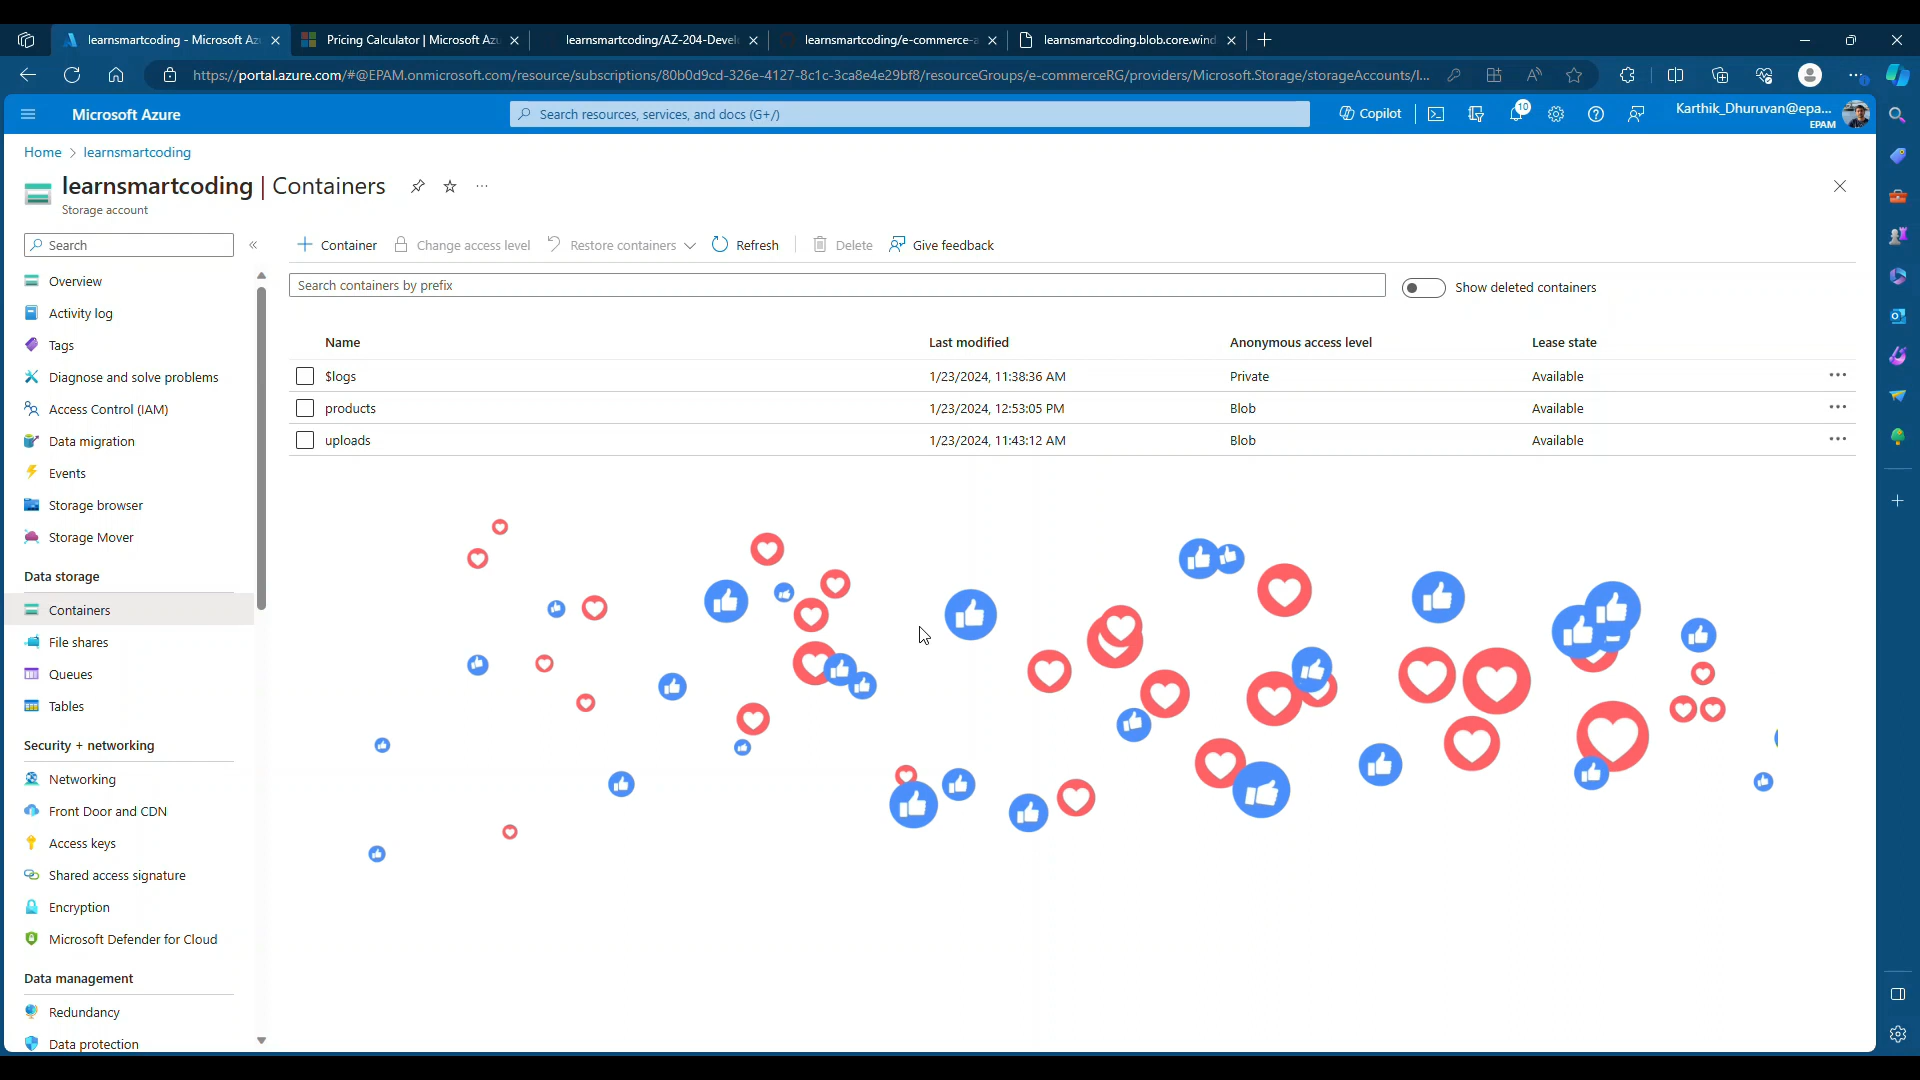 learnsmartcoding - Microsoft Az
Pricing Calculator | Microsoft Azu
learnsmartcoding/AZ-204-Devel
learnsmartcoding/e-commerce-a
learnsmartcoding.blob.core.wind
https://portal.azure.com/#@EPAM.onmicrosoft.com/resource/subscriptions/80b0d9cd-326e-4127-8c1c-3ca8e4e29bf8/resourceGroups/e-commerceRG/providers/Microsoft.Storage/storageAccounts/l...
Microsoft Azure
Search resources, services, and docs (G+/)
Copilot
10
Karthik_Dhuruvan@epa...
EPAM
Home > learnsmartcoding
learnsmartcoding | Containers
Storage account
Search
Container
Change access level
Restore containers
Refresh
Delete
Give feedback
Search containers by prefix
Show deleted containers
Name Last modified Anonymous access level Lease state
$logs 1/23/2024, 11:38:36 AM Private Available
products 1/23/2024, 12:53:05 PM Blob Available
uploads 1/23/2024, 11:43:12 AM Blob Available
Overview
Activity log
Tags
Diagnose and solve problems
Access Control (IAM)
Data migration
Events
Storage browser
Storage Mover
Data storage
Containers
File shares
Queues
Tables
Security + networking
Networking
Front Door and CDN
Access keys
Shared access signature
Encryption
Microsoft Defender for Cloud
Data management
Redundancy
Data protection